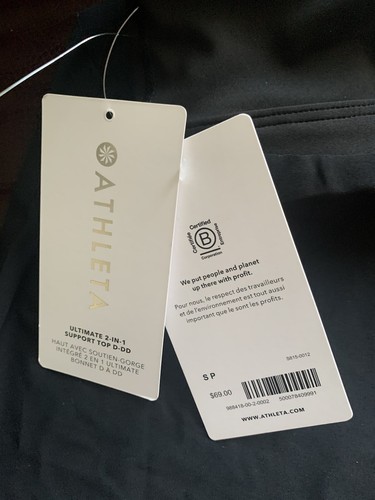 ATHLETA
ULTIMATE 2-IN-1
SUPPORT TOP D-DD
HAUT AVEC SOUTIEN-GORGE
INTÉGRÉ 2 EN 1 ULTIMATE
BONNET D À DD
Certified
B
Corporation
We put people and planet
up there with profit.
Pour nous, le respect des travailleurs
et de l'environnement est tout aussi
important que le sont les profits.
S P
$69.00
500078409991
WWW.ATHLETA.COM